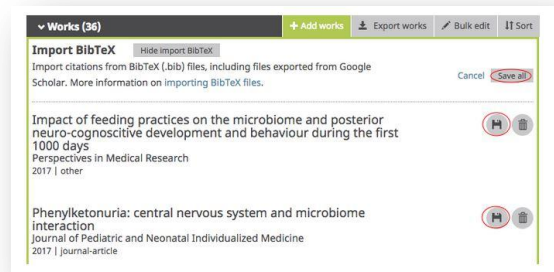 Works (36)
Add works
Export works
Bulk edit
Sort
Import BibTeX
Hide import BibTeX
Import citations from BibTeX (.bib) files, including files exported from Google
Scholar. More information on importing BibTeX files.
Cancel
Save all
Impact of feeding practices on the microbiome and posterior
neuro-cognoscitive development and behaviour during the first
1000 days
Perspectives in Medical Research
2017 | other
Phenylketonuria: central nervous system and microbiome
interaction
Journal of Pediatric and Neonatal Individualized Medicine
2017 | journal-article